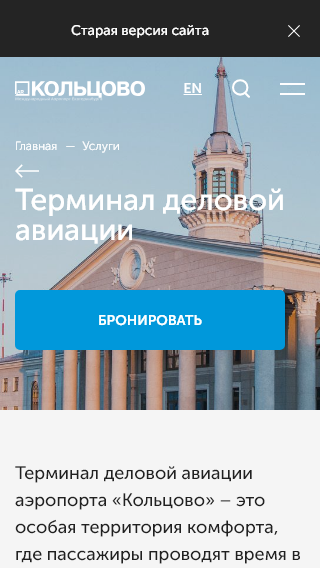 Старая версия сайта
КОЛЬЦОВО
EN
Главная — Услуги
Терминал деловой
авиации
БРОНИРОВАТЬ
Терминал деловой авиации
аэропорта «Кольцово» – это
особая территория комфорта,
где пассажиры проводят время в